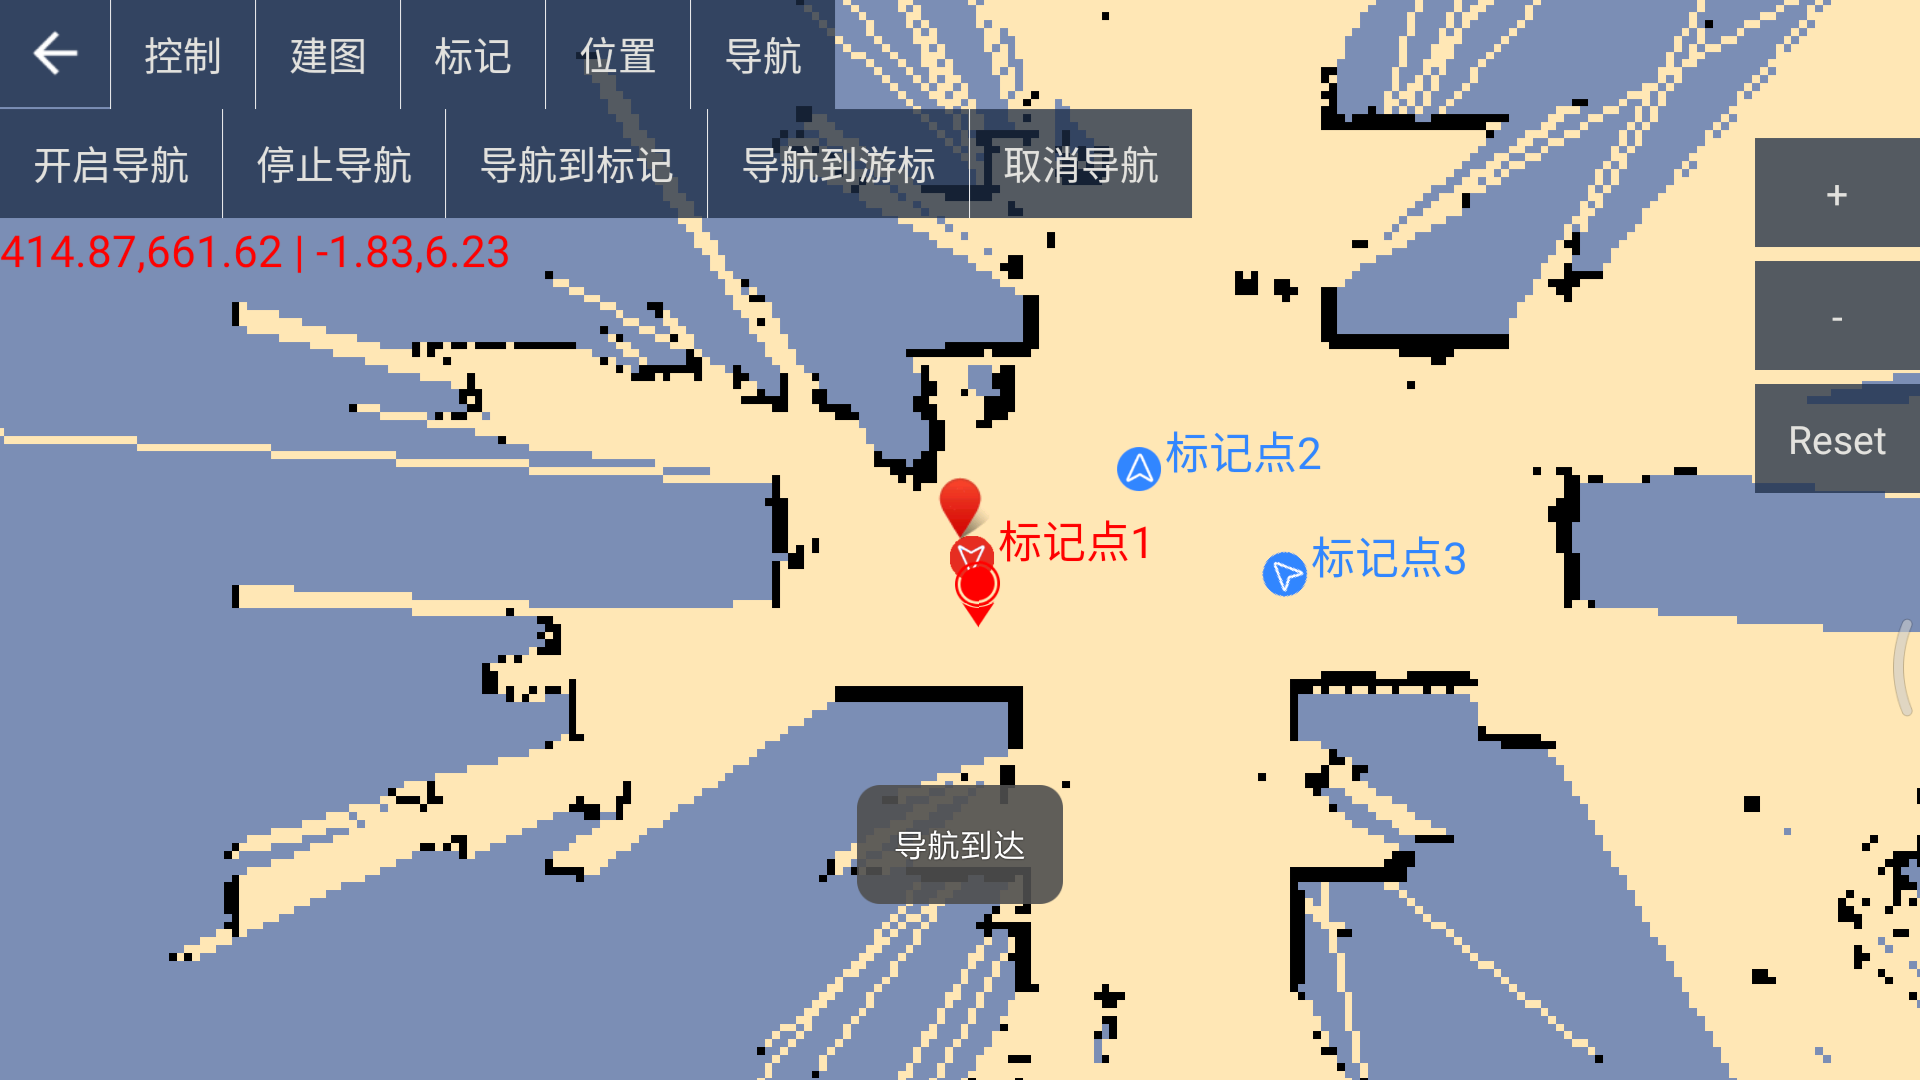 控制 建图 标记 位置 导航
开启导航 停止导航 导航到标记 导航到游标 取消导航
+
414.87,661.62 | -1.83,6.23
-
Reset
标记点2
标记点1
标记点3
导航到达